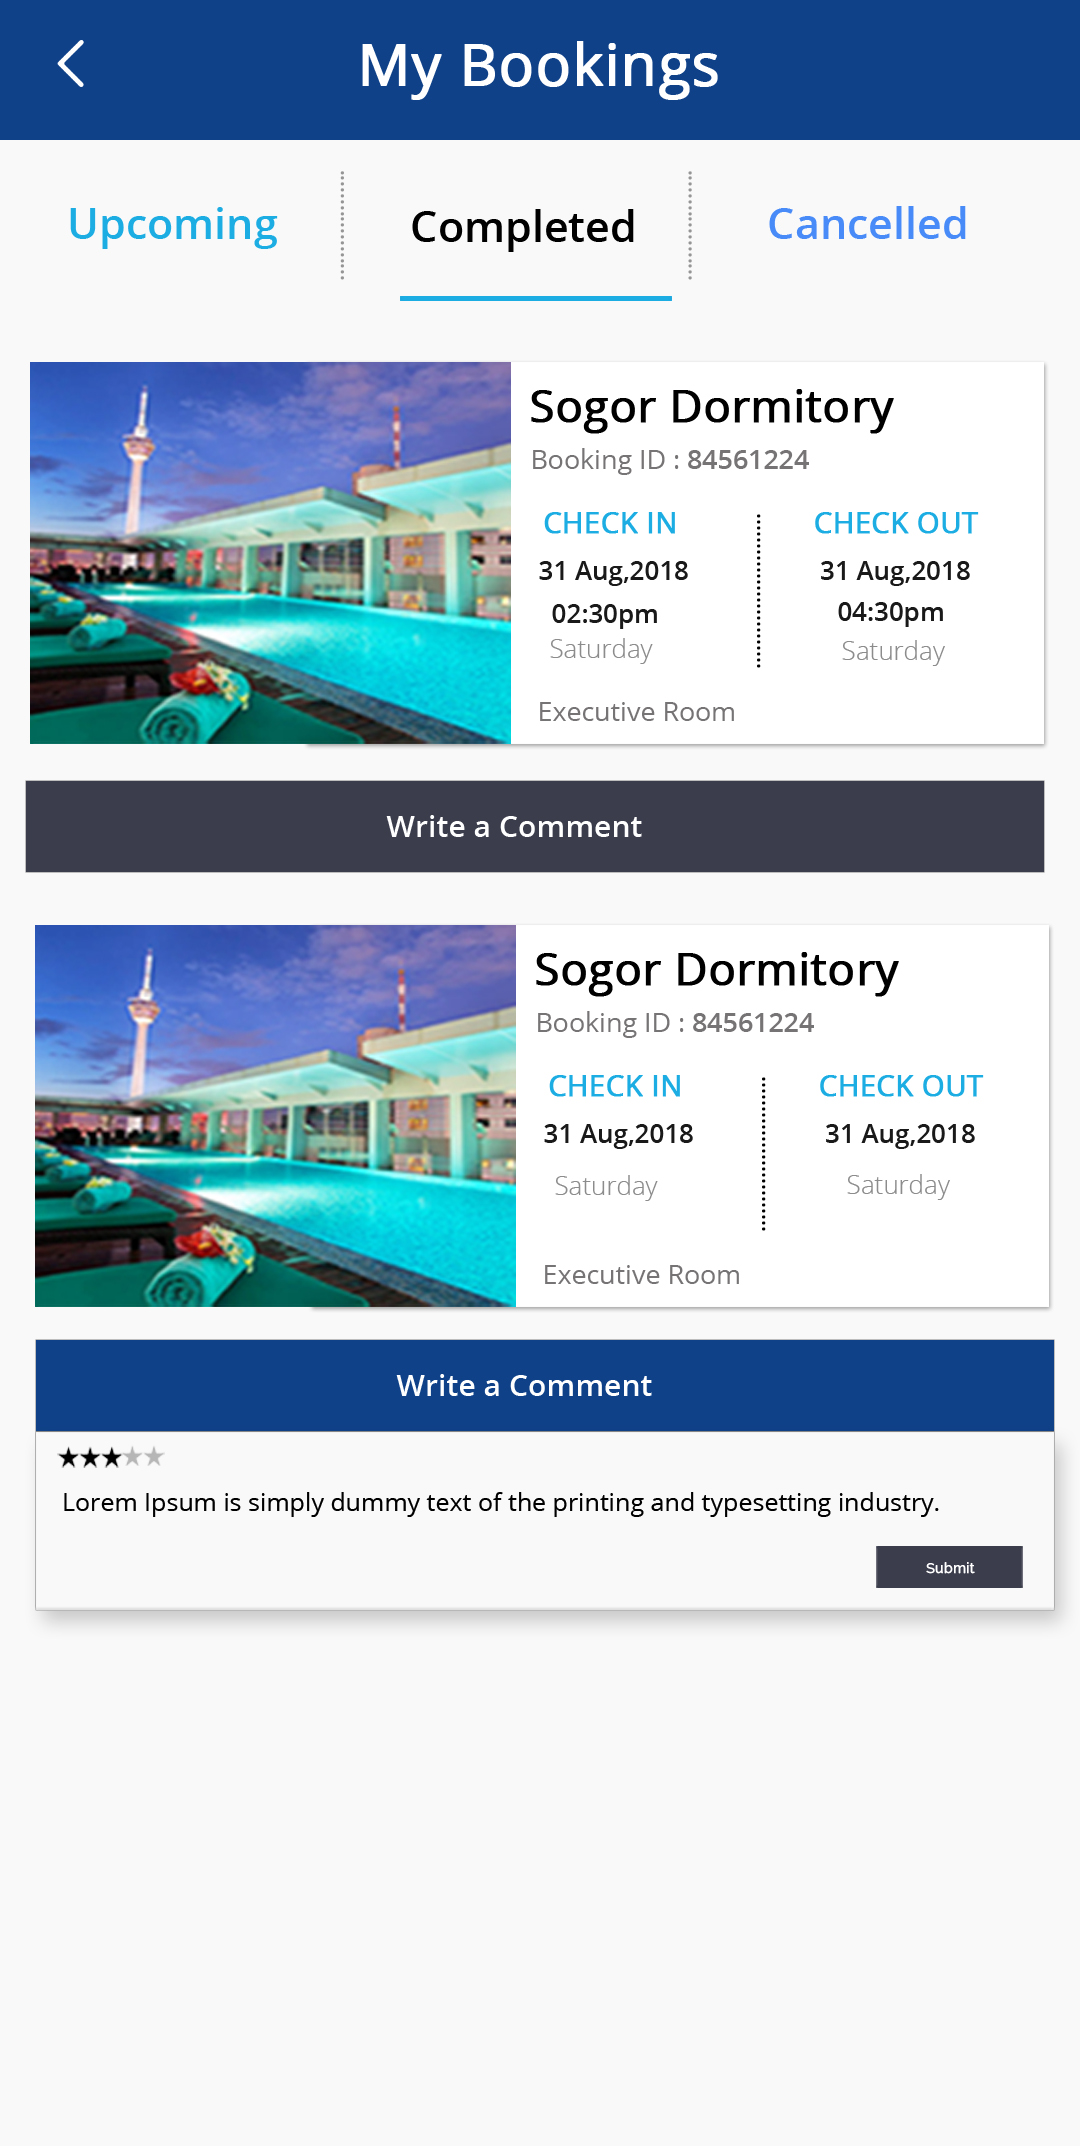 My Bookings
Upcoming
Completed
Cancelled
Sogor Dormitory
Booking ID : 84561224
CHECK IN
31 Aug,2018
02:30pm
Saturday
CHECK OUT
31 Aug,2018
04:30pm
Saturday
Executive Room
Write a Comment
Sogor Dormitory
Booking ID : 84561224
CHECK IN
31 Aug,2018
Saturday
CHECK OUT
31 Aug,2018
Saturday
Executive Room
Write a Comment
Lorem Ipsum is simply dummy text of the printing and typesetting industry.
Submit